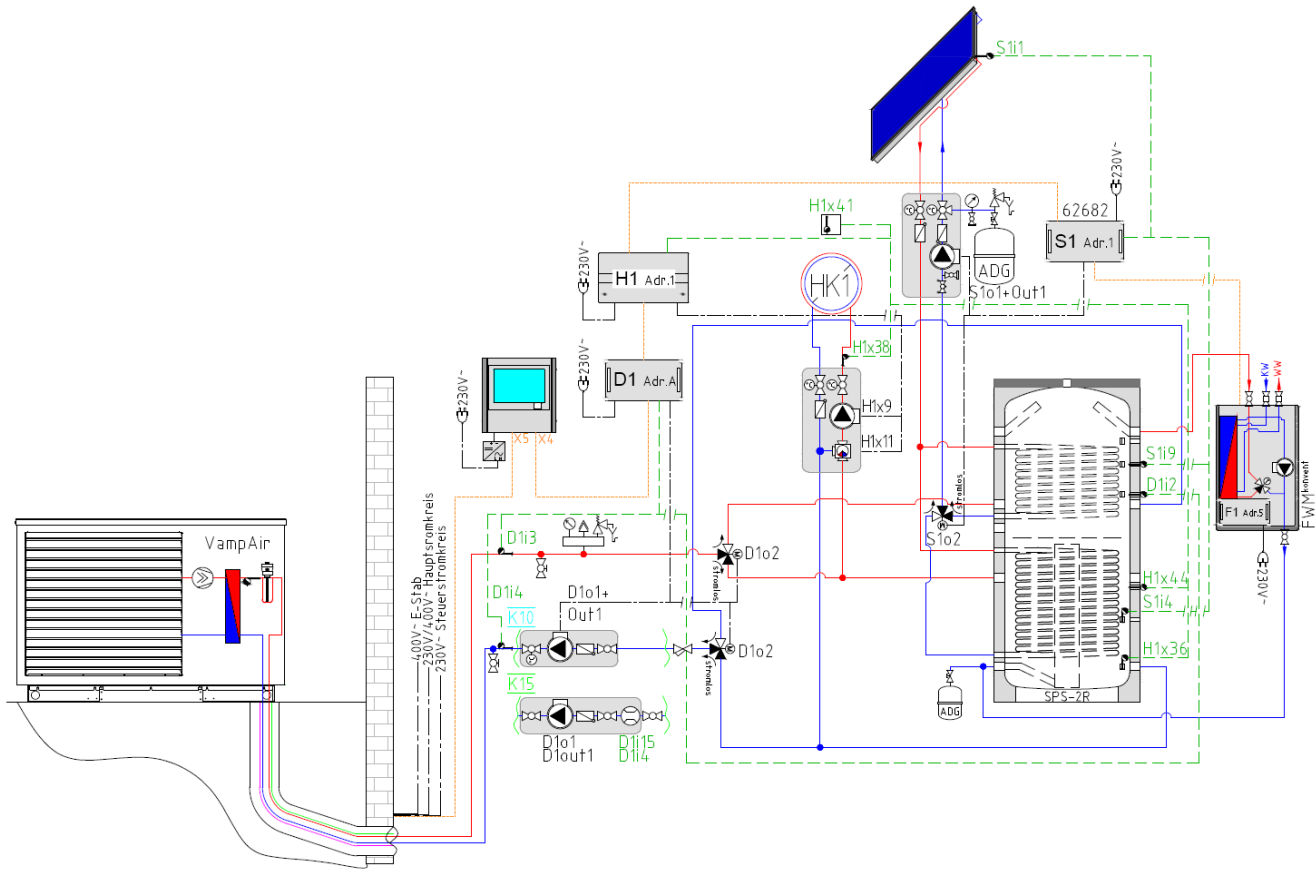 S1i1
230V~
62682
S1 Adr.1
H1x41
ADG
S1o1+Out1
230V~
H1 Adr.1
HK1
H1x38
230V~
D1 Adr.A
H1x9
H1x11
230V~
X5 X4
KW
WW
S1i9
D1i2
FWM konvent
F1 Adr.5
230V~
stromlos
S1o2
VampAir
400V~ E-Stab
230V/400V~ Hauptsromkreis
230V~ Steuerstromkreis
D1i3
D1o2
stromlos
D1i4
D1o1+
Out1
K10
H1x44
S1i4
D1o2
stromlos
H1x36
K15
ADG
SPS-2R
D1o1
D1out1
D1i15
D1i4